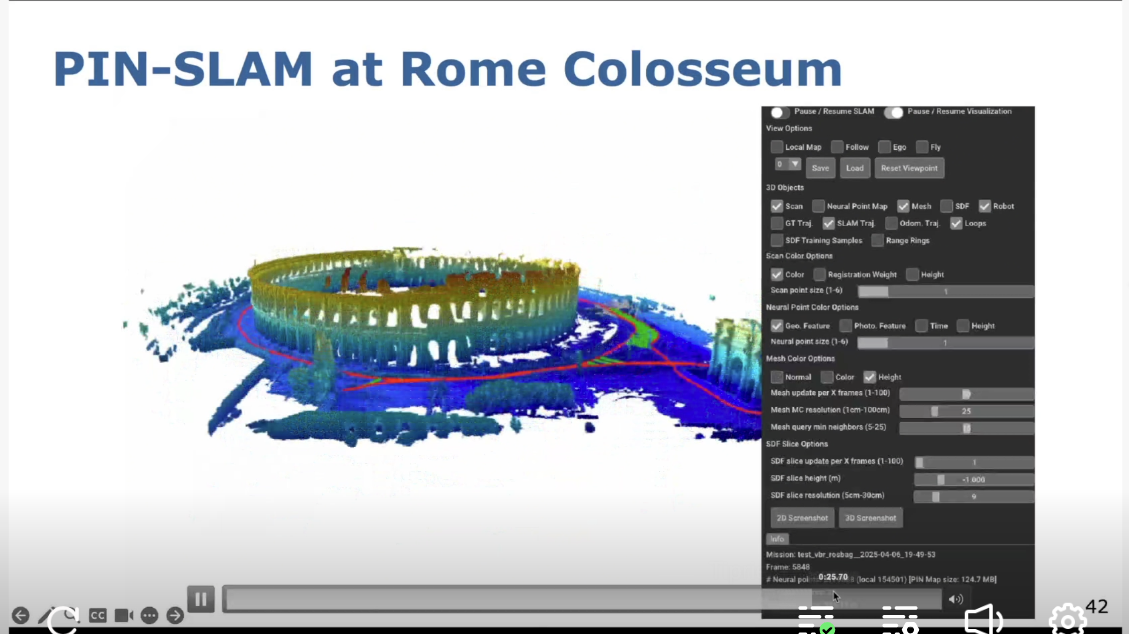 PIN-SLAM at Rome Colosseum
Pause / Resume SLAM Pause / Resume Visualization
View Options
Local Map Follow Ego Fly
0 Save Load Reset Viewpoint
3D Objects
Scan Neural Point Map Mesh SDF Robot
GT Traj. SLAM Traj. Odom. Traj. Loops
SDF Training Samples Range Rings
Scan Color Options
Color Registration Weight Height
Scan point size (1-6) 1
Neural Point Color Options
Geo. Feature Photo. Feature Time Height
Neural point size (1-6) 1
Mesh Color Options
Normal Color Height
Mesh update per X frames (1-100)
Mesh MC resolution (1cm-100cm) 25
Mesh query min neighbors (5-25)
SDF Slice Options
SDF slice update per X frames (1-100) 1
SDF slice height (m) -1.000
SDF slice resolution (5cm-30cm)
2D Screenshot 3D Screenshot
Info
Mission: test_vbr_rosbag__2025-04-06_19-49-53
Frame: 5848
0:25.70
# Neural (local 154501) [PIN Map size: 124.7 MB]
CC
42